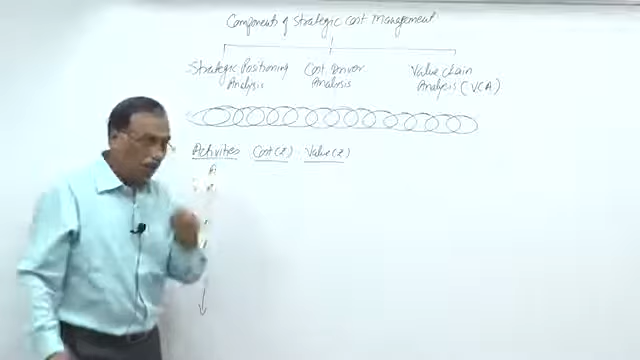 Components of Strategic Cost Management
Strategic Positioning Analysis
Cost Driver Analysis
Value Chain Analysis (VCA)
Activities Cost(₹) Value(₹)
A